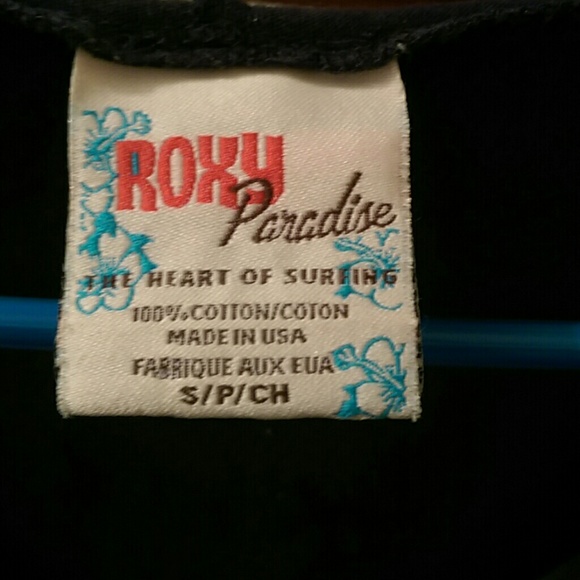 ROXY
Paradise
THE HEART OF SURFING
100% COTTON/COTON
MADE IN USA
FABRIQUE AUX EUA
S/P/CH